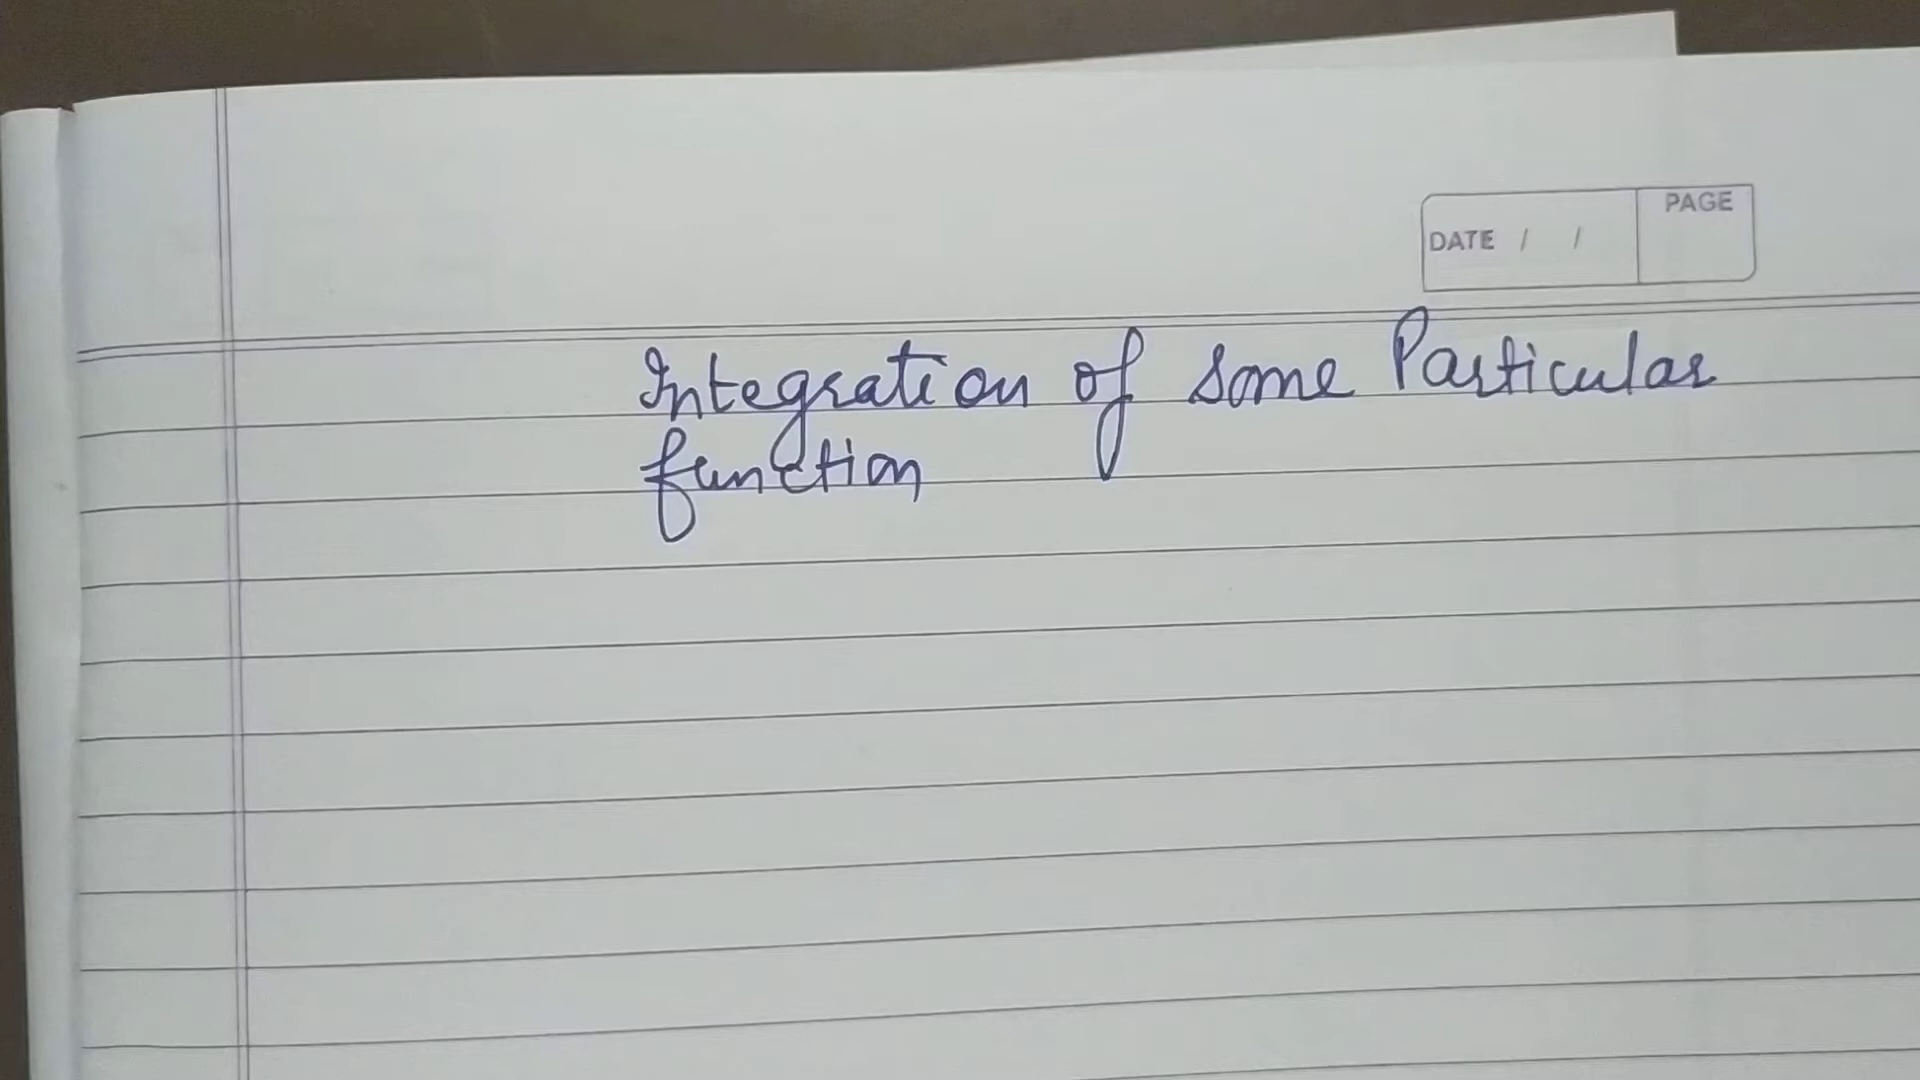 PAGE
DATE / /
Integration of some Particular
function